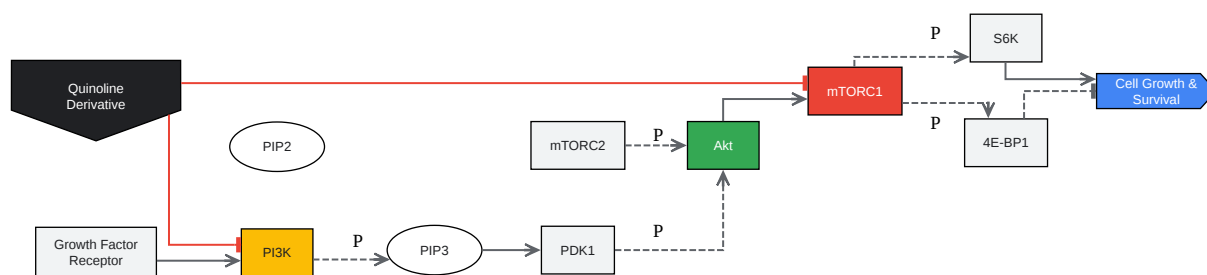 P
S6K
Quinoline
Derivative
mTORC1
Cell Growth &
Survival
P
PIP2
mTORC2
P
Akt
4E-BP1
Growth Factor
Receptor
PI3K
P
PIP3
PDK1
P